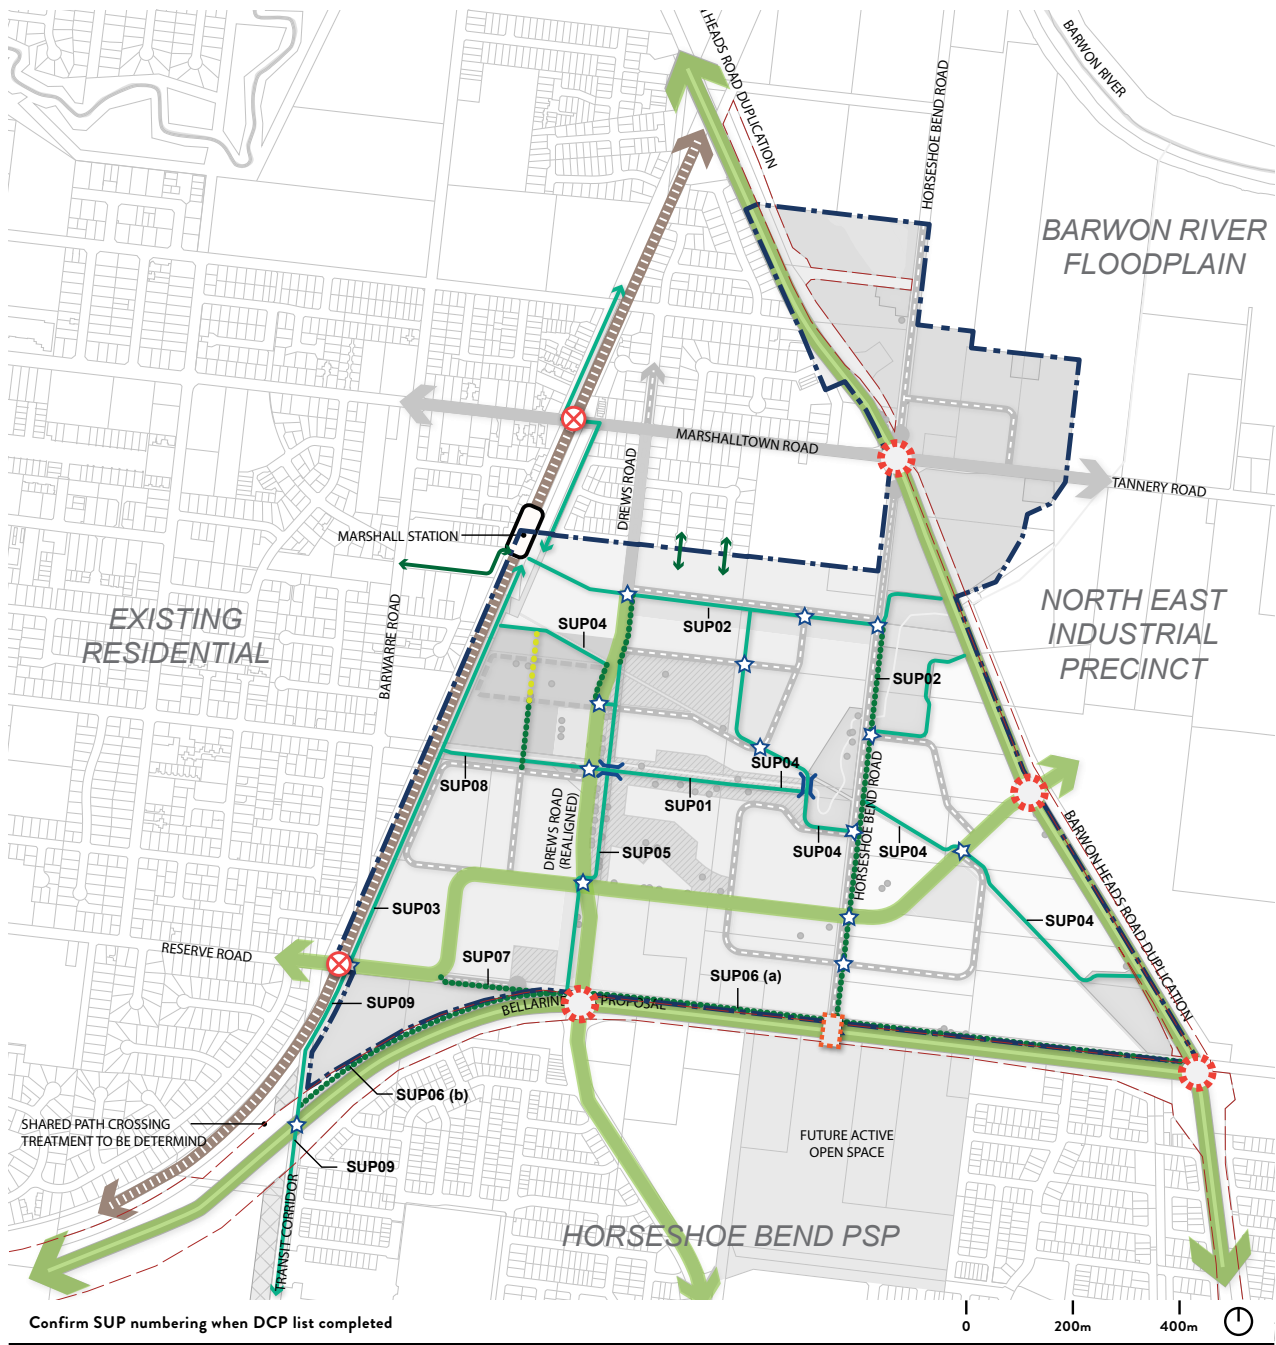 HEADS ROAD DUPLICATION
HORSESHOE BEND ROAD
BARWON RIVER
BARWON RIVER
FLOODPLAIN
MARSHALLTOWN ROAD
TANNERY ROAD
DREWS ROAD
MARSHALL STATION
BARWARRE ROAD
EXISTING
RESIDENTIAL
NORTH EAST
INDUSTRIAL
PRECINCT
SUP04
SUP02
SUP02
SUP04
SUP08
SUP01
HORSESHOE BEND ROAD
DREWS ROAD
(REALIGNED)
SUP05
SUP04
SUP04
BARWON HEADS ROAD DUPLICATION
SUP03
SUP04
RESERVE ROAD
SUP07
SUP06 (a)
SUP09
BELLARINE PROPOSAL
SUP06 (b)
SHARED PATH CROSSING
TREATMENT TO BE DETERMIND
FUTURE ACTIVE
OPEN SPACE
SUP09
TRANSIT CORRIDOR
HORSESHOE BEND PSP
Confirm SUP numbering when DCP list completed
0 200m 400m